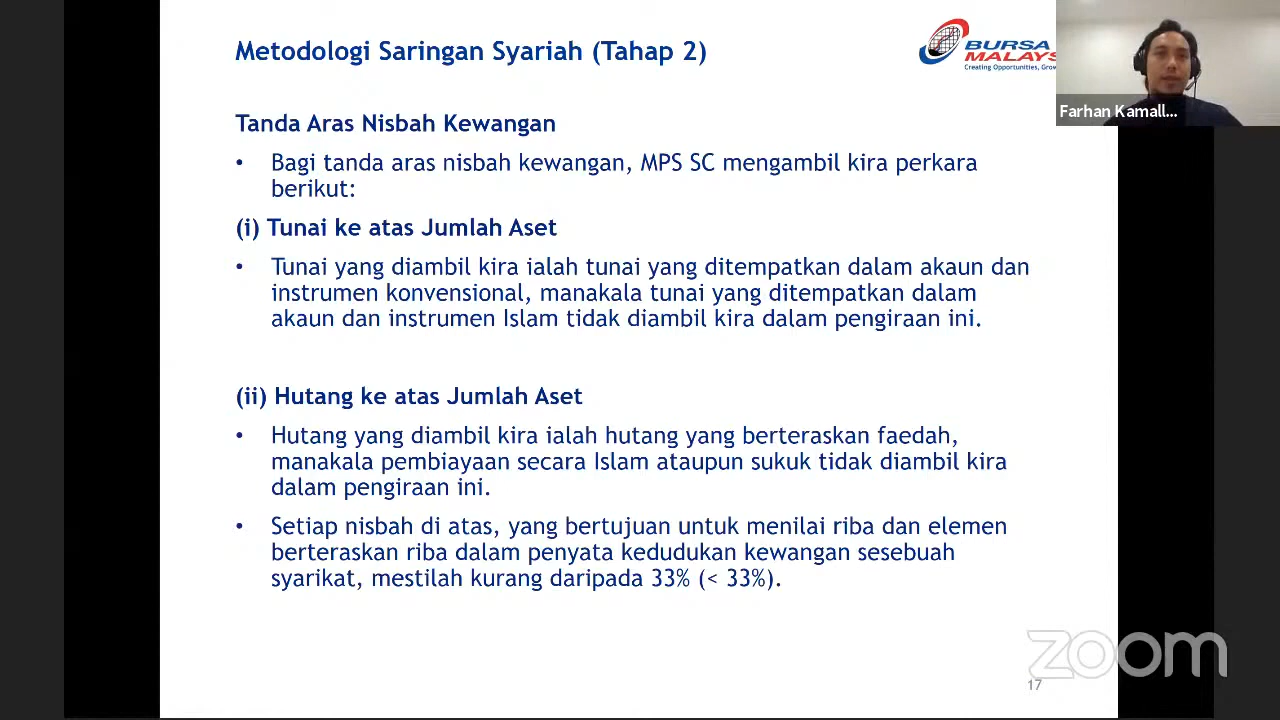 Metodologi Saringan Syariah (Tahap 2)
BURSA
MALAYS
Creating Opportunities, Grow
Farhan Kamall...
Tanda Aras Nisbah Kewangan
• Bagi tanda aras nisbah kewangan, MPS SC mengambil kira perkara
berikut:
(i) Tunai ke atas Jumlah Aset
• Tunai yang diambil kira ialah tunai yang ditempatkan dalam akaun dan
instrumen konvensional, manakala tunai yang ditempatkan dalam
akaun dan instrumen Islam tidak diambil kira dalam pengiraan ini.
(ii) Hutang ke atas Jumlah Aset
• Hutang yang diambil kira ialah hutang yang berteraskan faedah,
manakala pembiayaan secara Islam ataupun sukuk tidak diambil kira
dalam pengiraan ini.
• Setiap nisbah di atas, yang bertujuan untuk menilai riba dan elemen
berteraskan riba dalam penyata kedudukan kewangan sesebuah
syarikat, mestilah kurang daripada 33% (< 33%).
zoom
17